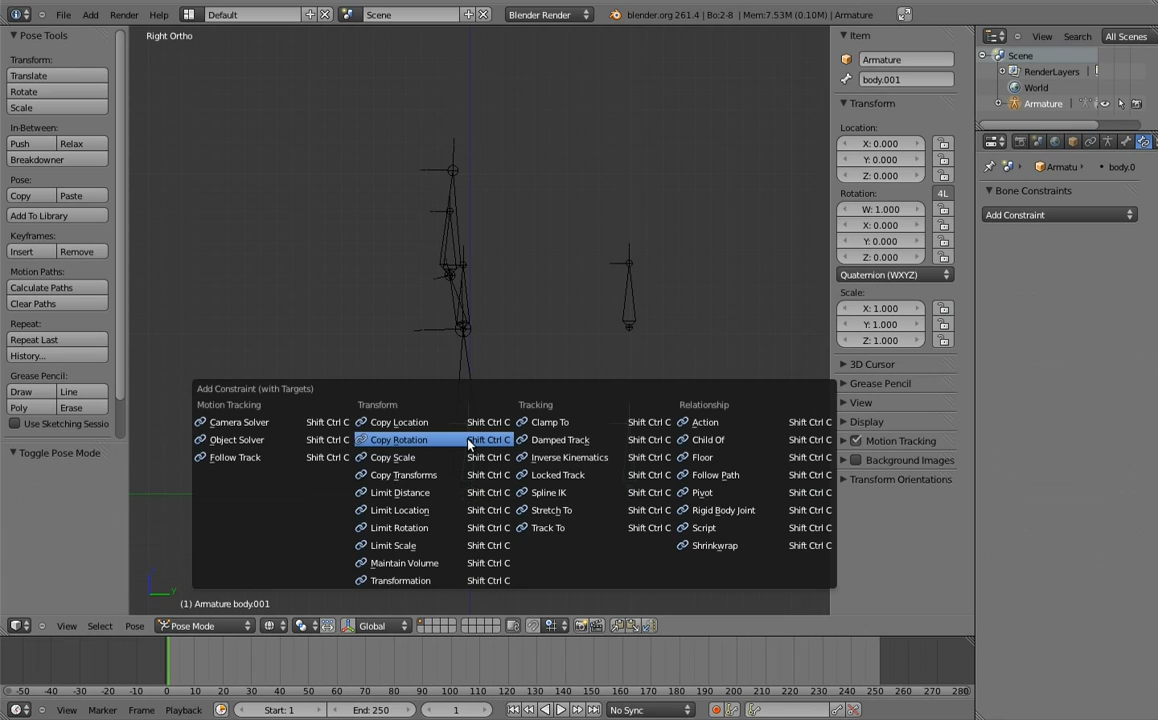 File Add Render Help Default Scene Blender Render blender.org 261.4 | Bo:2-8 | Mem:7.53M (0.10M) | Armature
View Search All Scenes
Pose Tools
Transform:
Translate
Rotate
Scale
In-Between:
Push Relax
Breakdowner
Pose:
Copy Paste
Add To Library
Keyframes:
Insert Remove
Motion Paths:
Calculate Paths
Clear Paths
Repeat:
Repeat Last
History...
Grease Pencil:
Draw Line
Poly Erase
Use Sketching Sessio
Toggle Pose Mode
Right Ortho
Add Constraint (with Targets)
Motion Tracking
Camera Solver Shift Ctrl C
Object Solver Shift Ctrl C
Follow Track Shift Ctrl C
Transform
Copy Location Shift Ctrl C
Copy Rotation Shift Ctrl C
Copy Scale Shift Ctrl C
Copy Transforms Shift Ctrl C
Limit Distance Shift Ctrl C
Limit Location Shift Ctrl C
Limit Rotation Shift Ctrl C
Limit Scale Shift Ctrl C
Maintain Volume Shift Ctrl C
Transformation Shift Ctrl C
Tracking
Clamp To Shift Ctrl C
Damped Track Shift Ctrl C
Inverse Kinematics Shift Ctrl C
Locked Track Shift Ctrl C
Spline IK Shift Ctrl C
Stretch To Shift Ctrl C
Track To Shift Ctrl C
Relationship
Action Shift Ctrl C
Child Of Shift Ctrl C
Floor Shift Ctrl C
Follow Path Shift Ctrl C
Pivot Shift Ctrl C
Rigid Body Joint Shift Ctrl C
Script Shift Ctrl C
Shrinkwrap Shift Ctrl C
z
y
(1) Armature body.001
Item
Armature
body.001
Transform
Location:
X: 0.000
Y: 0.000
Z: 0.000
Rotation: 4L
W: 1.000
X: 0.000
Y: 0.000
Z: 0.000
Quaternion (WXYZ)
Scale:
X: 1.000
Y: 1.000
Z: 1.000
3D Cursor
Grease Pencil
View
Display
Motion Tracking
Background Images
Transform Orientations
Scene
RenderLayers
World
Armature
Armatu body.0
Bone Constraints
Add Constraint
View Select Pose Pose Mode Global
-50 -40 -30 -20 -10 0 10 20 30 40 50 60 70 80 90 100 110 120 130 140 150 160 170 180 190 200 210 220 230 240 250 260 270 280
View Marker Frame Playback Start: 1 End: 250 1 No Sync